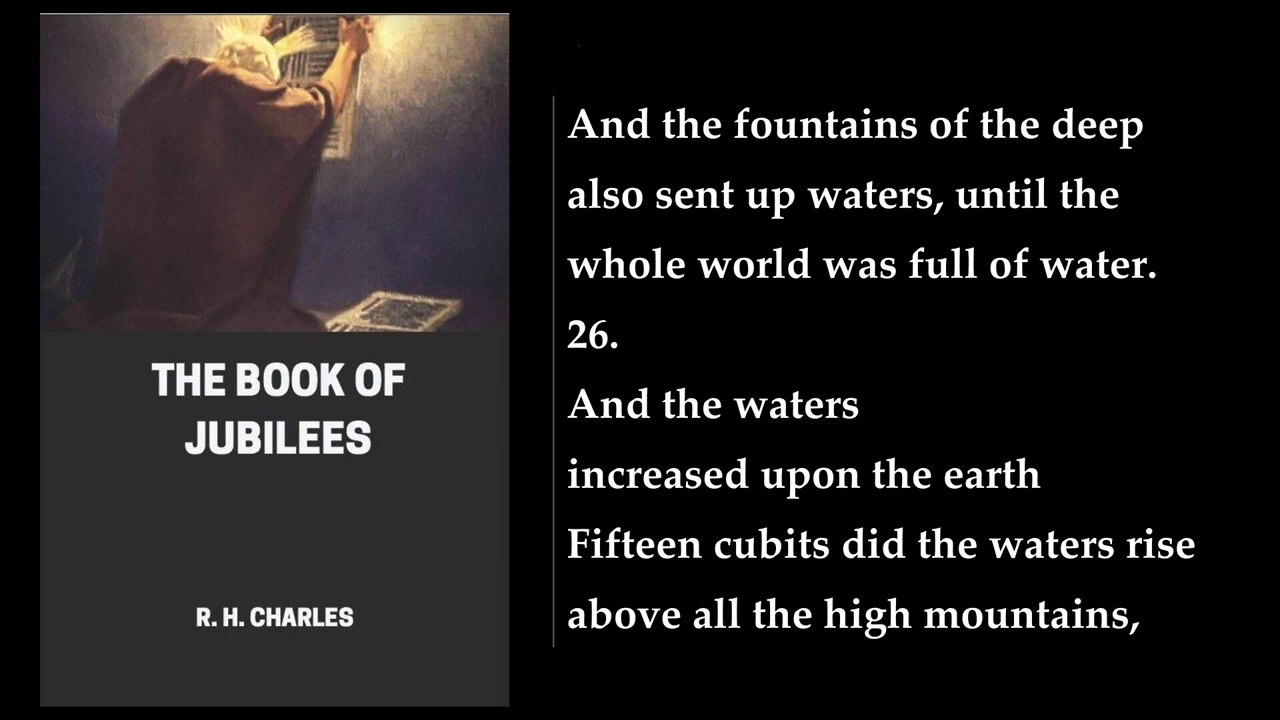 THE BOOK OF
JUBILEES
R. H. CHARLES
And the fountains of the deep
also sent up waters, until the
whole world was full of water.
26.
And the waters
increased upon the earth
Fifteen cubits did the waters rise
above all the high mountains,